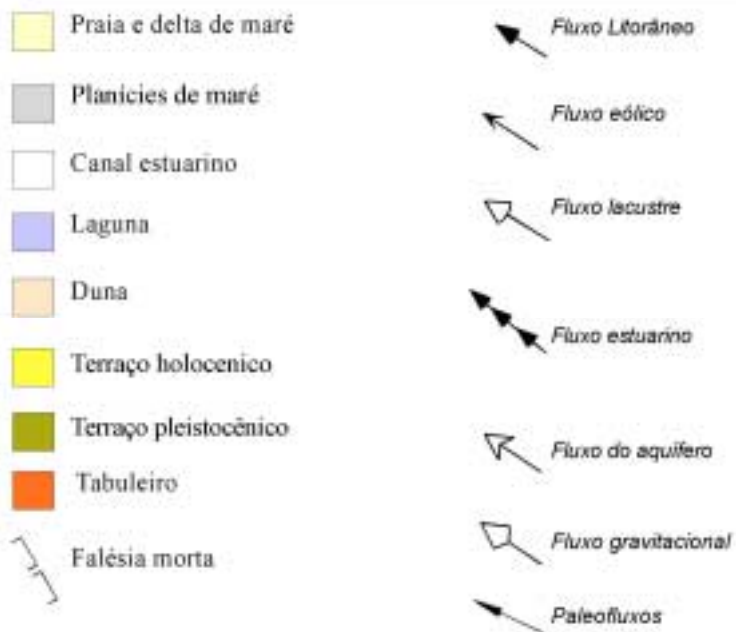 Praia e delta de maré
Planícies de maré
Canal estuarino
Laguna
Duna
Terraço holocenico
Terraço pleistocênico
Tabuleiro
Falésia morta
Fluxo Litorâneo
Fluxo eólico
Fluxo lacustre
Fluxo estuarino
Fluxo do aquífero
Fluxo gravitacional
Paleofluxos